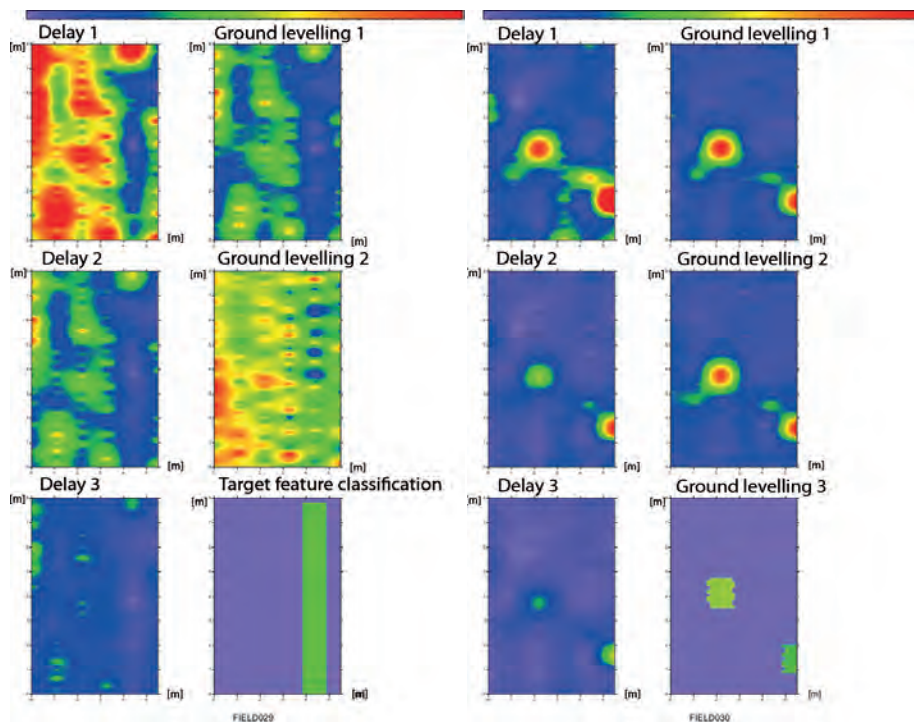 [m] Delay 1 Ground levelling 1
[m] [m]
Delay 2 Ground levelling 2
[m] [m]
Delay 3 Target feature classification
[m] [m]
FIELD029
[m] Delay 1 Ground levelling 1
[m] [m]
Delay 2 Ground levelling 2
[m] [m]
Delay 3 Ground levelling 3
[m] [m] [m]
FIELD030